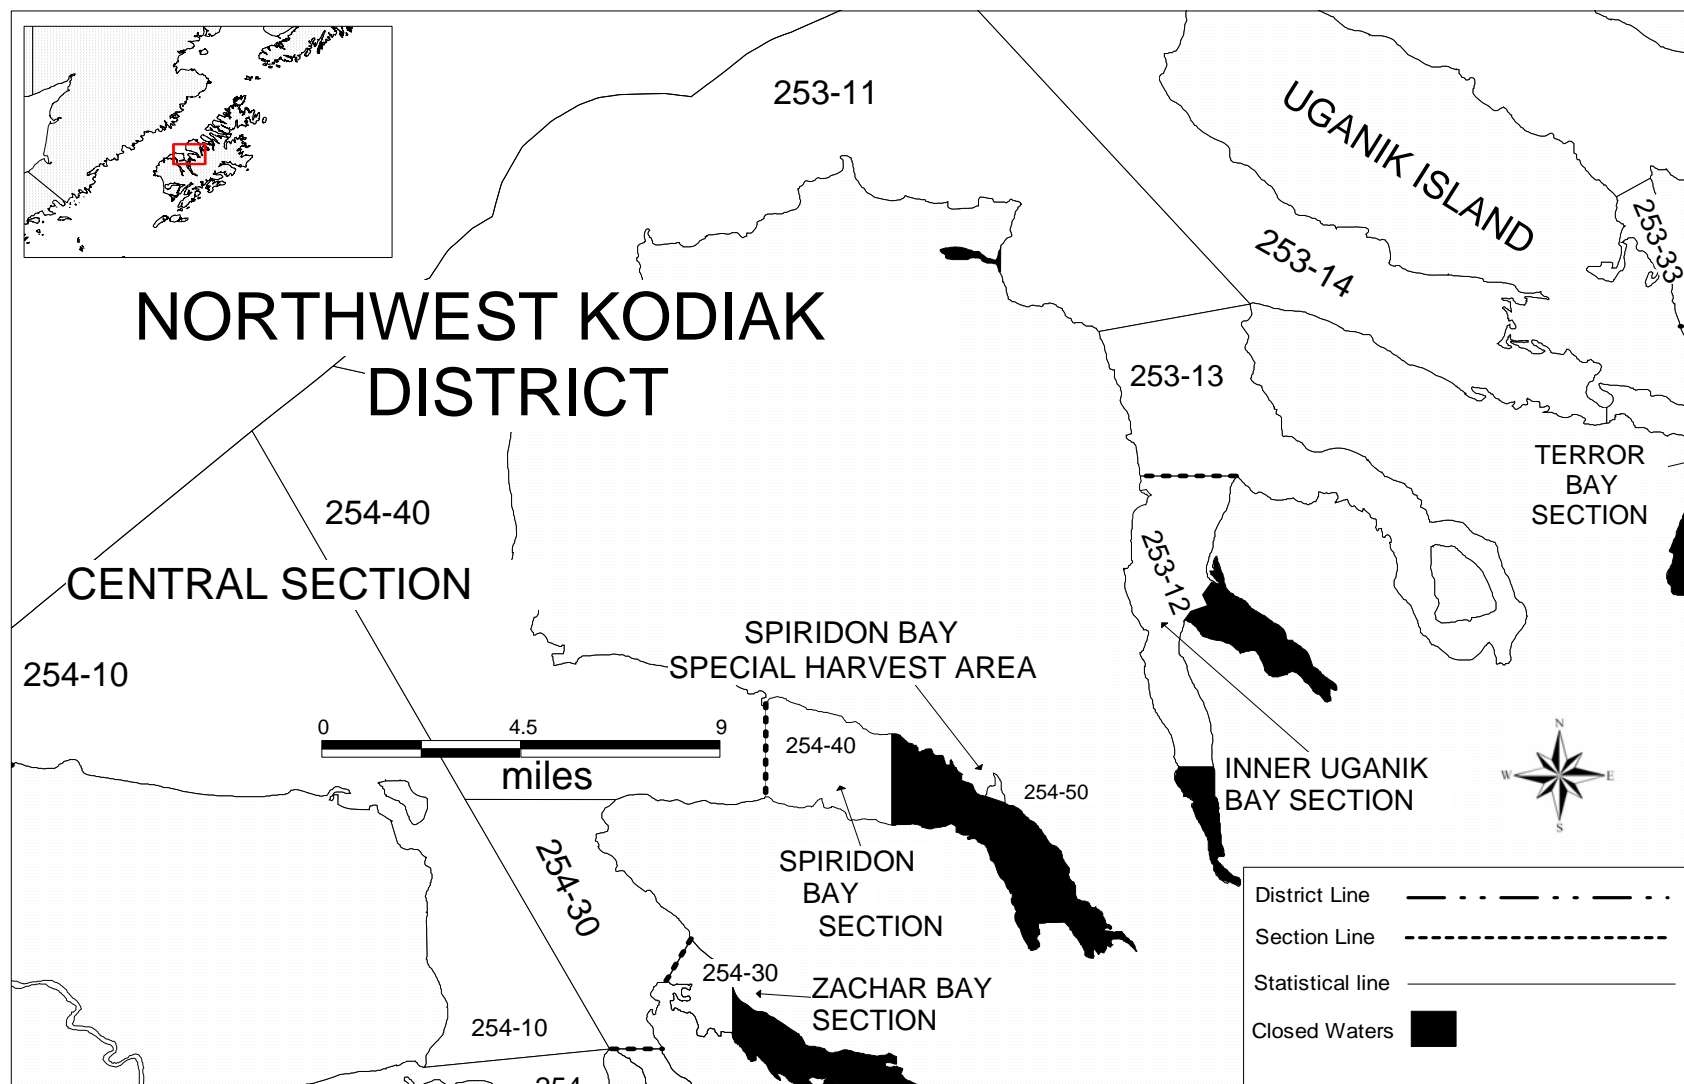 253-11
UGANIK ISLAND
253-33
253-14
NORTHWEST KODIAK
DISTRICT
253-13
TERROR
BAY
SECTION
254-40
253-12
CENTRAL SECTION
SPIRIDON BAY
SPECIAL HARVEST AREA
254-10
0 4.5 9
miles
254-40
254-50
INNER UGANIK
BAY SECTION
N
W E
S
254-30
SPIRIDON
BAY
SECTION
254-30
ZACHAR BAY
SECTION
254-10
254
District Line
Section Line
Statistical line
Closed Waters